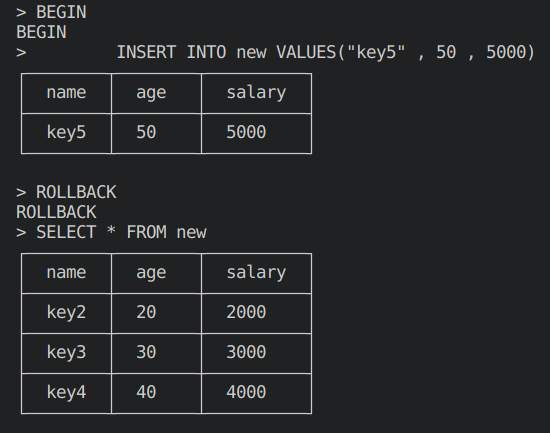 > BEGIN
BEGIN
> INSERT INTO new VALUES("key5" , 50 , 5000)
name age salary
key5 50 5000
> ROLLBACK
ROLLBACK
> SELECT * FROM new
name age salary
key2 20 2000
key3 30 3000
key4 40 4000